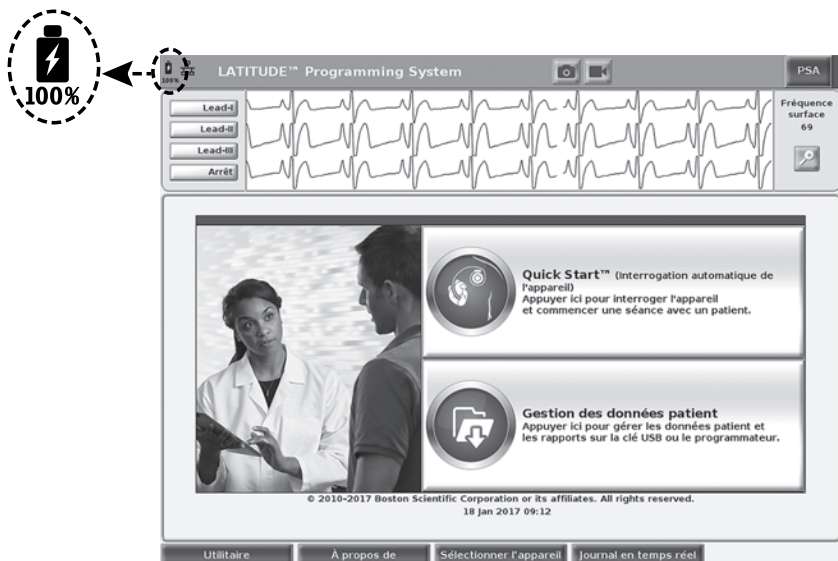 100%
100%
LATITUDE™ Programming System
PSA
Lead-I
Lead-II
Lead-III
Arrêt
Fréquence
surface
69
Quick Start™ (Interrogation automatique de
l'appareil)
Appuyer ici pour interroger l'appareil
et commencer une séance avec un patient.
Gestion des données patient
Appuyer ici pour gérer les données patient et
les rapports sur la clé USB ou le programmateur.
© 2010-2017 Boston Scientific Corporation or its affiliates. All rights reserved.
18 Jan 2017 09:12
Utilitaire
À propos de
Sélectionner l'appareil
Journal en temps réel